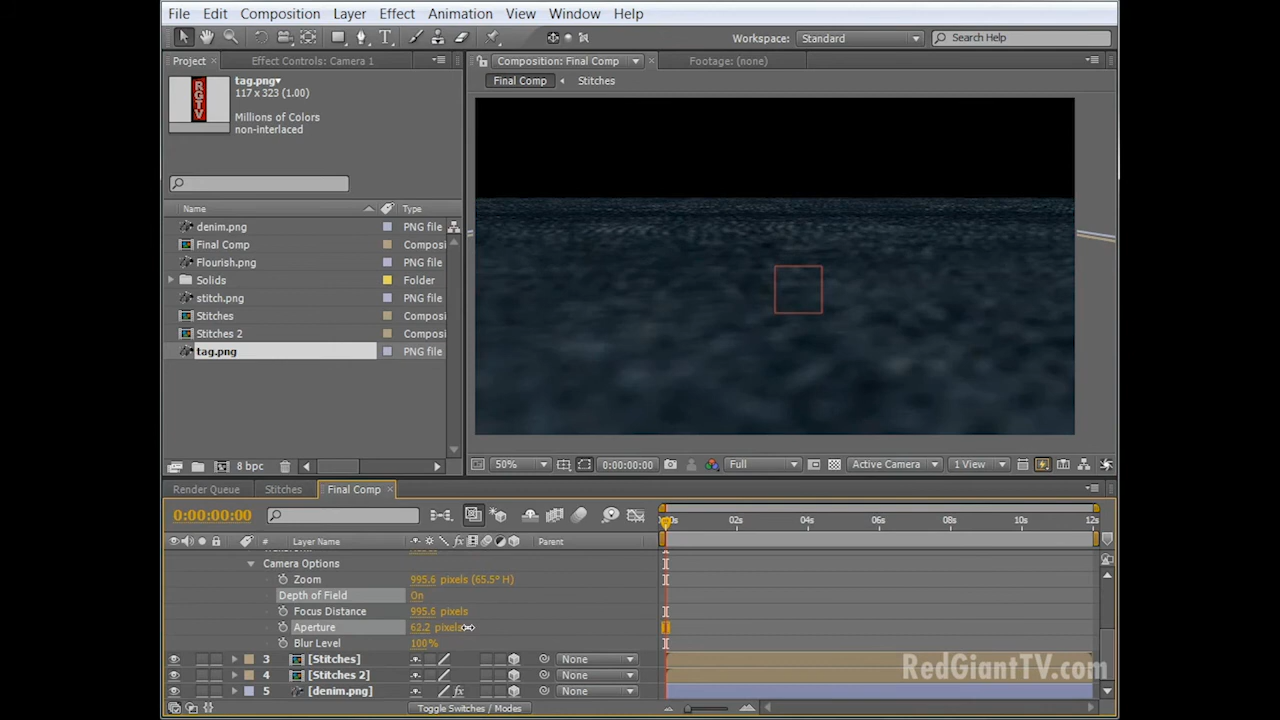 File Edit Composition Layer Effect Animation View Window Help
Workspace: Standard Search Help
Project Effect Controls: Camera 1 Composition: Final Comp Footage: (none)
tag.png
117 x 323 (1.00)
Millions of Colors
non-interlaced
RGTV
Final Comp Stitches
Name Type
denim.png PNG file
Final Comp Composi
Flourish.png PNG file
Solids Folder
stitch.png PNG file
Stitches Composi
Stitches 2 Composi
tag.png PNG file
8 bpc 50% 0:00:00:00 Full Active Camera 1 View
Render Queue Stitches Final Comp
0:00:00:00
02s 04s 06s 08s 10s 12s
# Layer Name fx Parent
Camera Options
Zoom 995.6 pixels (65.5° H)
Depth of Field On
Focus Distance 995.6 pixels
Aperture 62.2 pixels
Blur Level 100%
3 [Stitches] None
4 [Stitches 2] None
5 [denim.png] fx None
Toggle Switches / Modes
RedGiantTV.com